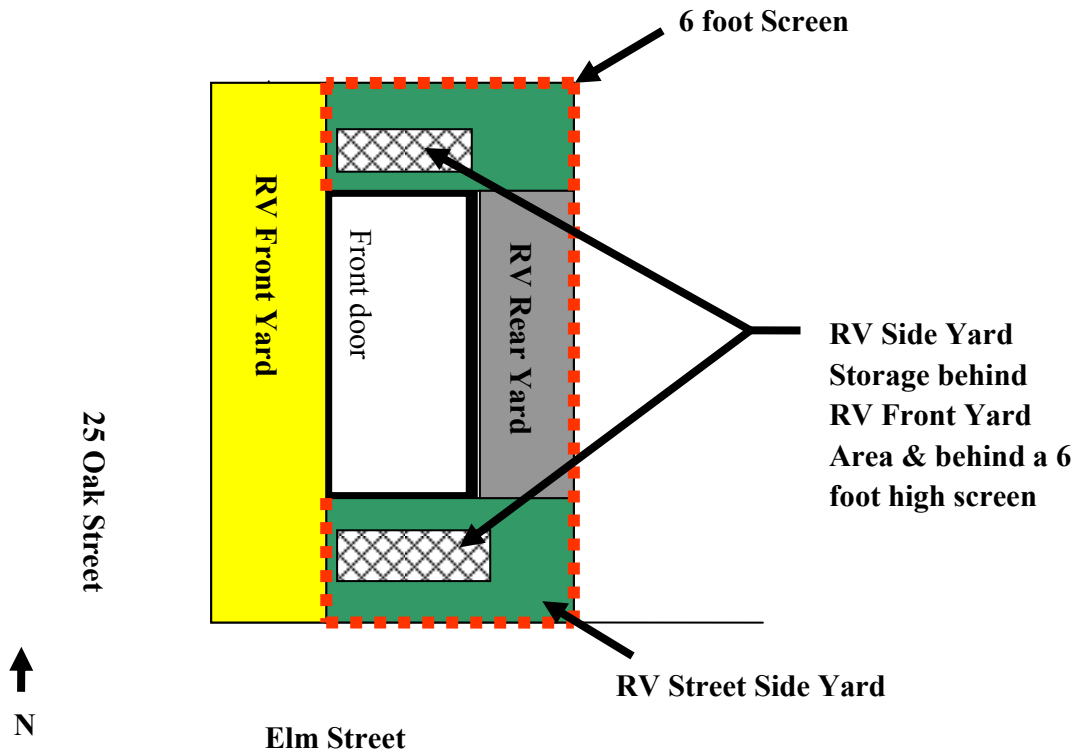 6 foot Screen
RV Front Yard
Front door
RV Rear Yard
RV Side Yard
Storage behind
RV Front Yard
Area & behind a 6
foot high screen
25 Oak Street
RV Street Side Yard
N
Elm Street